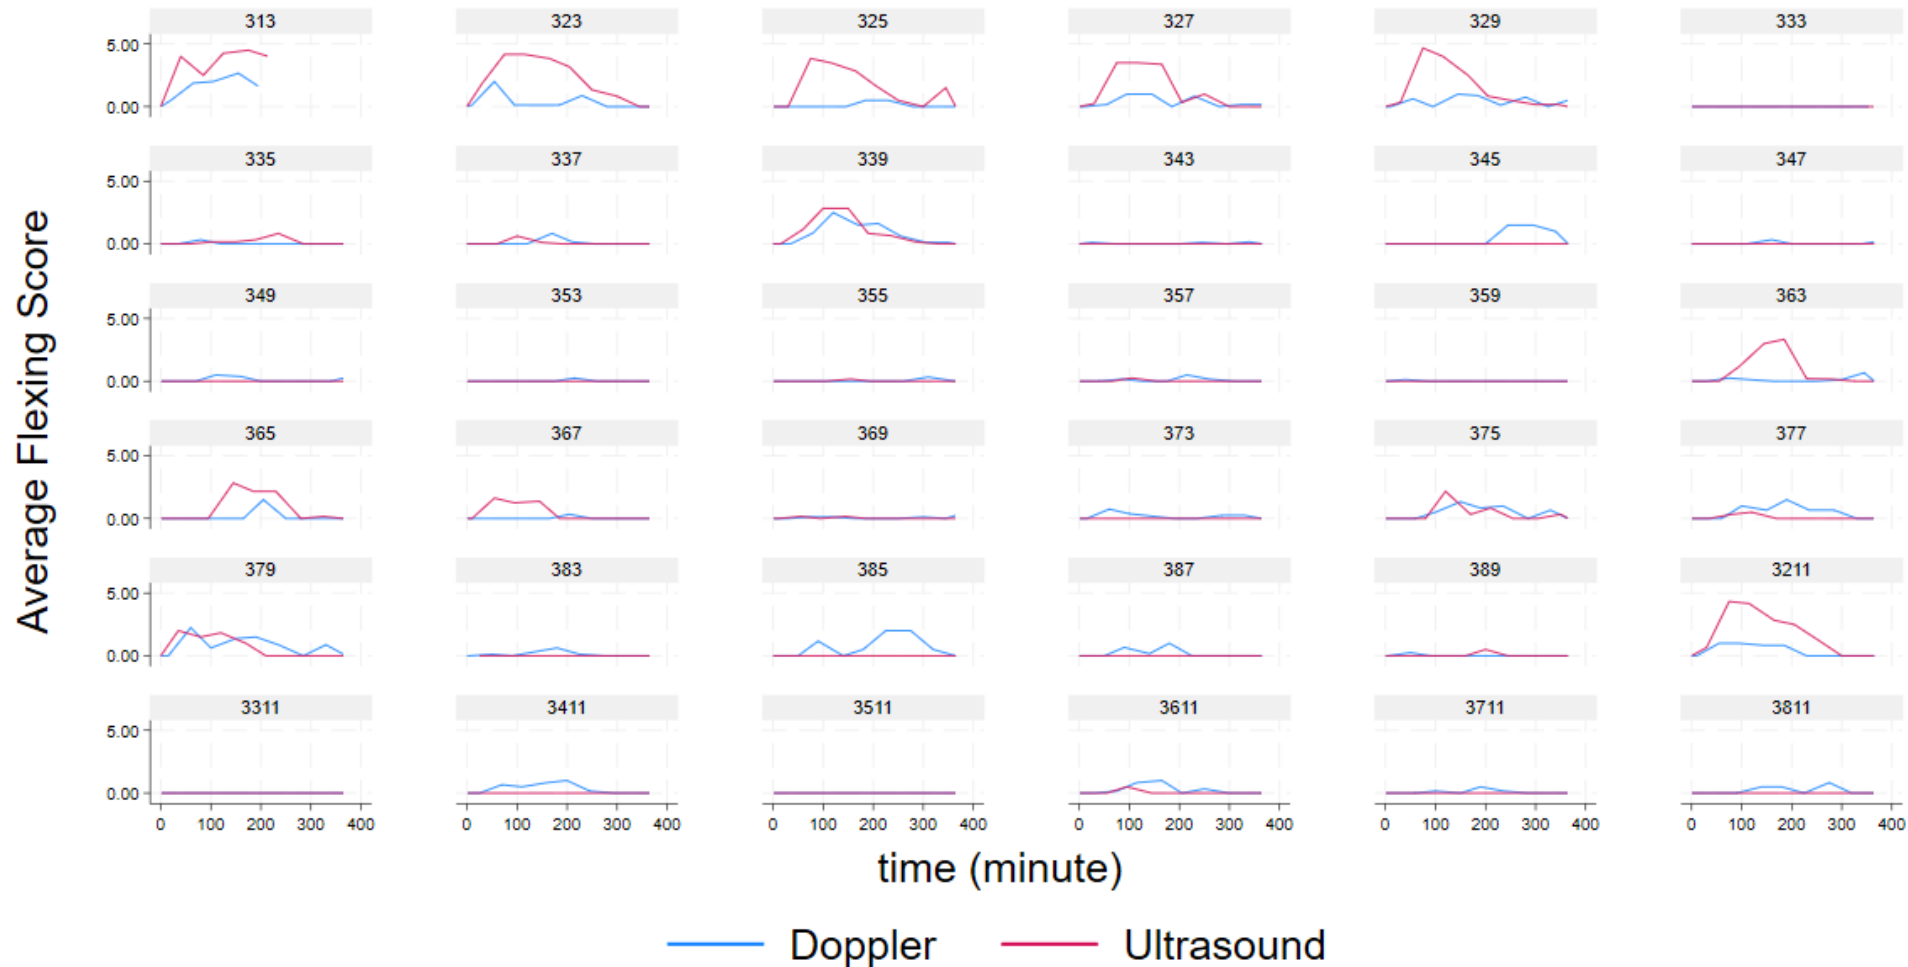 313 323 325 327 329 333
5.00
0.00
335 337 339 343 345 347
5.00
0.00
349 353 355 357 359 363
5.00
0.00
365 367 369 373 375 377
5.00
0.00
379 383 385 387 389 3211
5.00
0.00
3311 3411 3511 3611 3711 3811
5.00
0.00
0 100 200 300 400 0 100 200 300 400 0 100 200 300 400 0 100 200 300 400 0 100 200 300 400 0 100 200 300 400
Average Flexing Score
time (minute)
Doppler Ultrasound